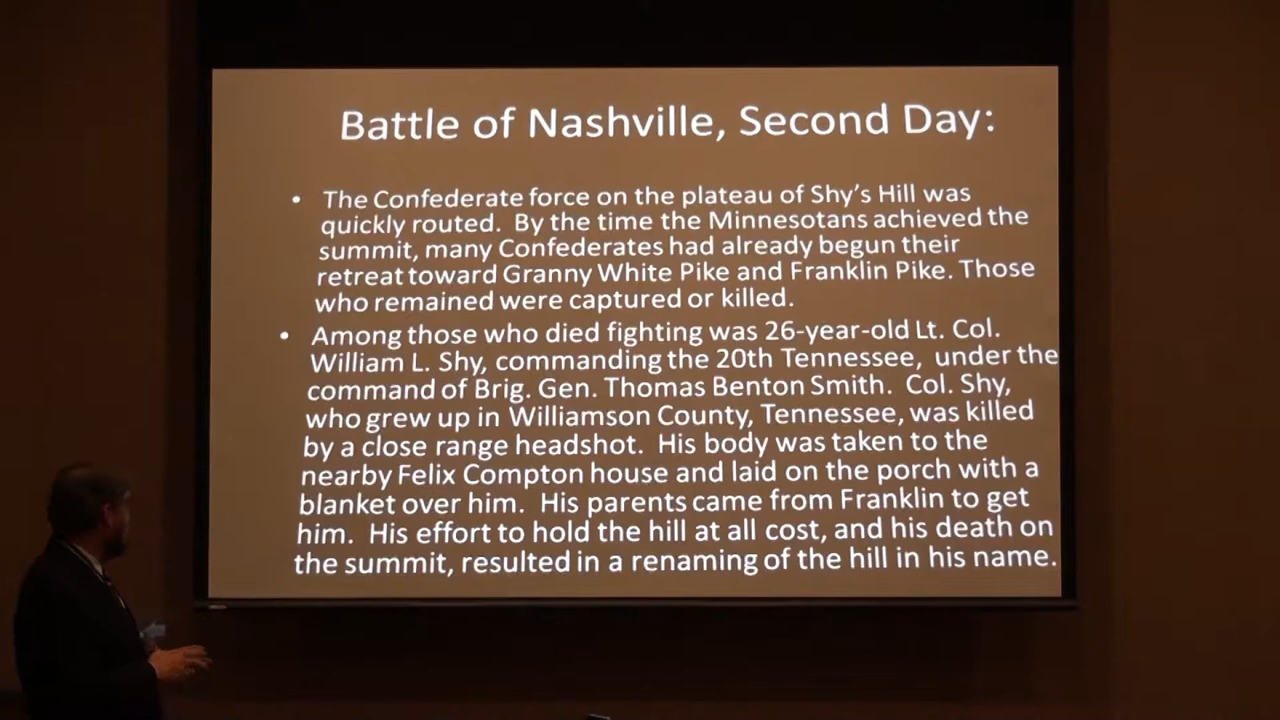 Battle of Nashville, Second Day:
• The Confederate force on the plateau of Shy's Hill was
quickly routed.  By the time the Minnesotans achieved the
summit, many Confederates had already begun their
retreat toward Granny White Pike and Franklin Pike. Those
who remained were captured or killed.
• Among those who died fighting was 26-year-old Lt. Col.
William L. Shy, commanding the 20th Tennessee,  under the
command of Brig. Gen. Thomas Benton Smith.  Col. Shy,
who grew up in Williamson County, Tennessee, was killed
by a close range headshot.  His body was taken to the
nearby Felix Compton house and laid on the porch with a
blanket over him.  His parents came from Franklin to get
him.  His effort to hold the hill at all cost, and his death on
the summit, resulted in a renaming of the hill in his name.